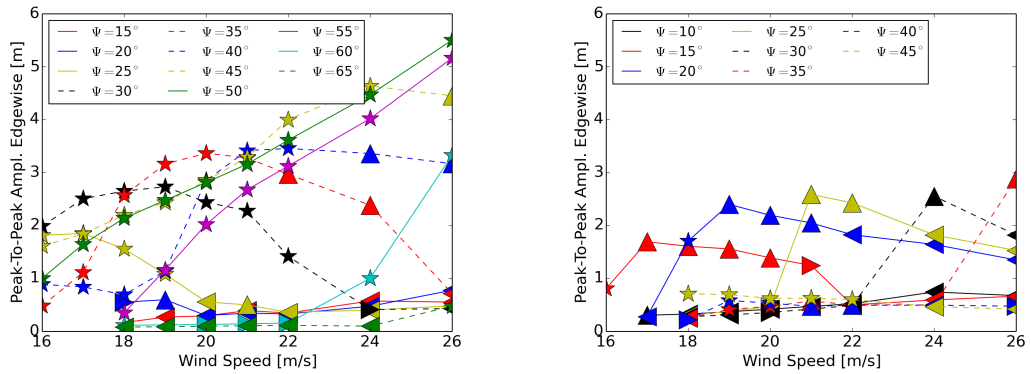 Peak-To-Peak Ampl. Edgewise [m]
6
5
4
3
2
1
0
Ψ =15° Ψ =35° Ψ =55°
Ψ =20° Ψ =40° Ψ =60°
Ψ =25° Ψ =45° Ψ =65°
Ψ =30° Ψ =50°
16 18 20 22 24 26
Wind Speed [m/s]
Peak-To-Peak Ampl. Edgewise [m]
6
5
4
3
2
1
0
Ψ =10° Ψ =25° Ψ =40°
Ψ =15° Ψ =30° Ψ =45°
Ψ =20° Ψ =35°
16 18 20 22 24 26
Wind Speed [m/s]